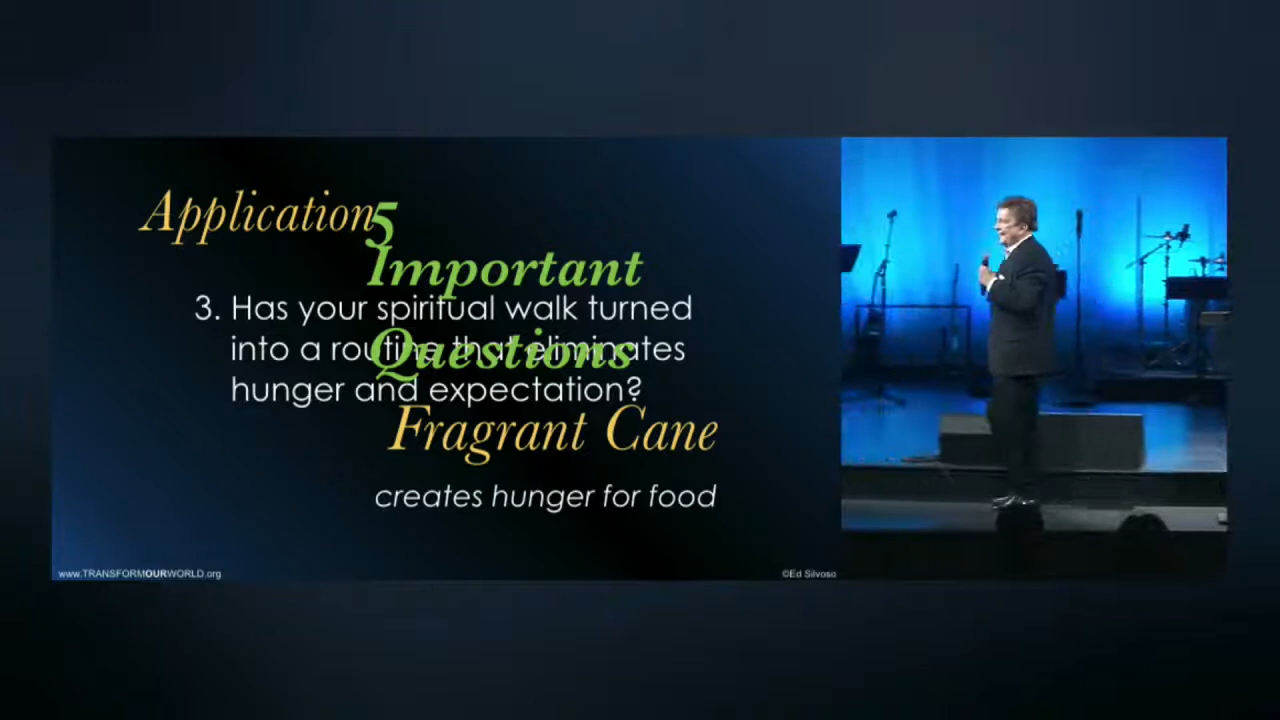 Application
5
Important
3. Has your spiritual walk turned
Questions
into a routine that eliminates
hunger and expectation?
Fragrant Cane
creates hunger for food
www.TRANSFORMOURWORLD.org
©Ed Silvoso